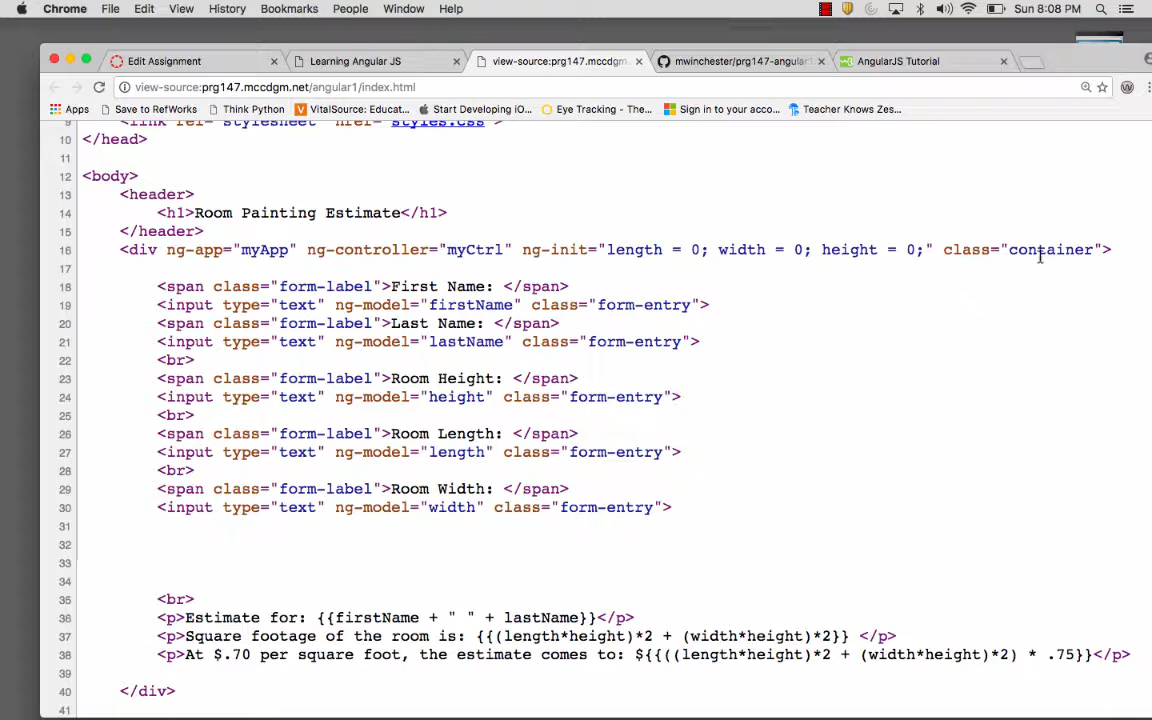 Chrome File Edit View History Bookmarks People Window Help Sun 8:08 PM
Edit Assignment × Learning Angular JS × view-source:prg147.mccdgm. × mwinchester/prg147-angular × AngularJS Tutorial ×
view-source:prg147.mccdgm.net/angular1/index.html
Apps Save to RefWorks Think Python VitalSource: Educat... Start Developing iO... Eye Tracking - The... Sign in to your acco... Teacher Knows Zes...
9 <link rel="stylesheet" href="styles.css">
10 </head>
11
12 <body>
13 <header>
14 <h1>Room Painting Estimate</h1>
15 </header>
16 <div ng-app="myApp" ng-controller="myCtrl" ng-init="length = 0; width = 0; height = 0;" class="container">
17
18 <span class="form-label">First Name: </span>
19 <input type="text" ng-model="firstName" class="form-entry">
20 <span class="form-label">Last Name: </span>
21 <input type="text" ng-model="lastName" class="form-entry">
22 <br>
23 <span class="form-label">Room Height: </span>
24 <input type="text" ng-model="height" class="form-entry">
25 <br>
26 <span class="form-label">Room Length: </span>
27 <input type="text" ng-model="length" class="form-entry">
28 <br>
29 <span class="form-label">Room Width: </span>
30 <input type="text" ng-model="width" class="form-entry">
31
32
33
34
35 <br>
36 <p>Estimate for: {{firstName + " " + lastName}}</p>
37 <p>Square footage of the room is: {{(length*height)*2 + (width*height)*2}} </p>
38 <p>At $.70 per square foot, the estimate comes to: ${{((length*height)*2 + (width*height)*2) * .75}}</p>
39
40 </div>
41